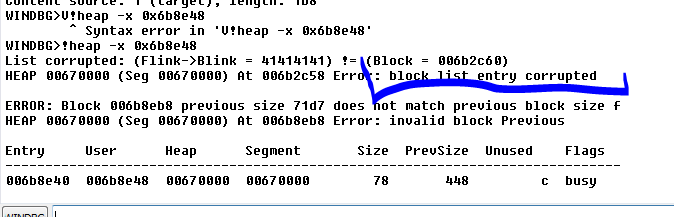 Content source: 1 (target), length: 1b8
WINDBG>V!heap -x 0x6b8e48
^ Syntax error in 'V!heap -x 0x6b8e48'
WINDBG>!heap -x 0x6b8e48
List corrupted: (Flink->Blink = 41414141) != (Block = 006b2c60)
HEAP 00670000 (Seg 00670000) At 006b2c58 Error: block list entry corrupted
ERROR: Block 006b8eb8 previous size 71d7 does not match previous block size f
HEAP 00670000 (Seg 00670000) At 006b8eb8 Error: invalid block Previous
Entry User Heap Segment Size PrevSize Unused Flags
-----------------------------------------------------------------------------
006b8e40 006b8e48 00670000 00670000 78 448 c busy
WINDBG